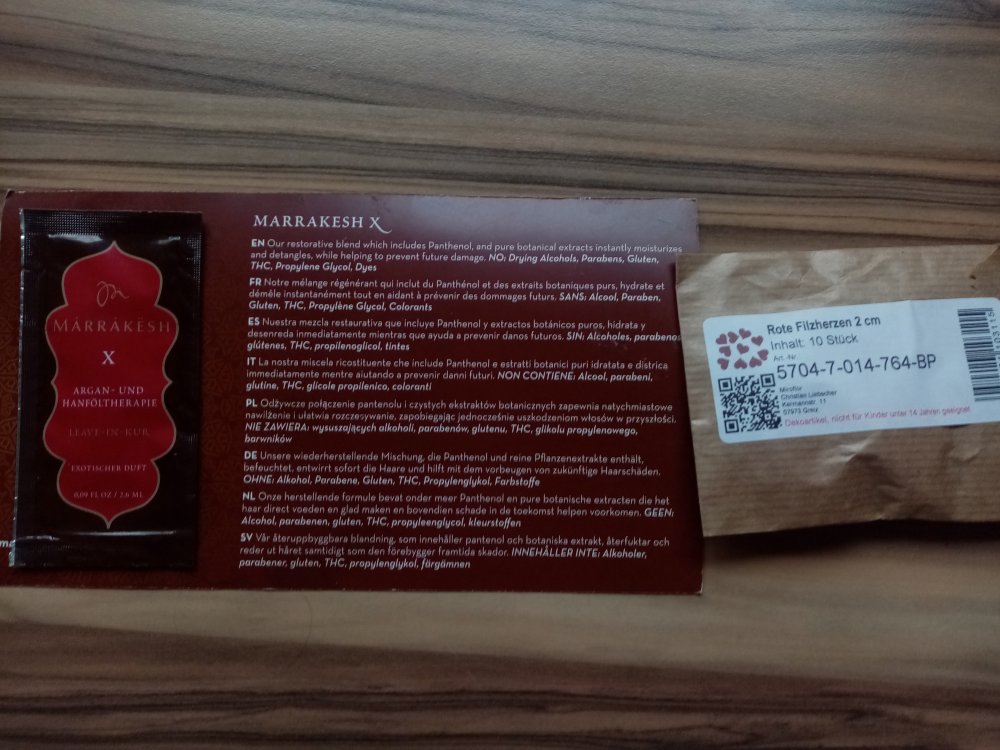 MARRAKESH
X
ARGAN- UND
HANFÖLTHERAPIE
LEAVE-IN-KUR
EXOTISCHER DUFT
0,09 FL OZ / 2,6 ML
MARRAKESH X
EN Our restorative blend which includes Panthenol, and pure botanical extracts instantly moisturizes
and detangles, while helping to prevent future damage. NO: Drying Alcohols, Parabens, Gluten,
THC, Propylene Glycol, Dyes
FR Notre mélange régénérant qui inclut du Panthénol et des extraits botaniques purs, hydrate et
démêle instantanément tout en aidant à prévenir des dommages futurs. SANS: Alcool, Paraben,
Gluten, THC, Propylène Glycol, Colorants
ES Nuestra mezcla restaurativa que incluye Panthenol y extractos botánicos puros, hidrata y
desenreda inmediatamente mientras que ayuda a prevenir danos futuros. SIN: Alcoholes, parabenos
glútenes, THC, propilenoglicol, tintes
IT La nostra miscela ricostituente che include Panthenol e estratti botanici puri idratata e districa
immediatamente mentre aiutando a prevenir danni futuri. NON CONTIENE: Alcool, parabeni,
glutine, THC, glicole propilenico, coloranti
PL Odżywcze połączenie pantenolu i czystych ekstraktów botanicznych zapewnia natychmiastowe
nawilżenie i ułatwia rozczesywanie, zapobiegając jednocześnie uszkodzeniom włosów w przyszłości.
NIE ZAWIERA: wysuszających alkoholi, parabenów, glutenu, THC, glikolu propylenowego,
barwników
DE Unsere wiederherstellende Mischung, die Panthenol und reine Pflanzenextrakte enthält,
befeuchtet, entwirrt sofort die Haare und hilft mit dem vorbeugen von zukünftige Haarschäden.
OHNE: Alkohol, Parabene, Gluten, THC, Propylenglykol, Farbstoffe
NL Onze herstellende formule bevat onder meer Panthenol en pure botanische extracten die het
haar direct voeden en glad maken en bovendien schade in de toekomst helpen voorkomen. GEEN:
Alcohol, parabenen, gluten, THC, propyleenglycol, kleurstoffen
SV Vår återuppbyggbara blandning, som innehåller panthenol och botaniska extrakt, återfuktar och
reder ut håret samtidigt som den förebygger framtida skador. INNEHÅLLER INTE: Alkoholer,
parabener, gluten, THC, propylenglykol, färgämnen
Rote Filzherzen 2 cm
Inhalt: 10 Stück
Art.-Nr.
5704-7-014-764-BP
Miroflor
Christian Liebscher
07973 Greiz
Dekoartikel, nicht für Kinder unter 14 Jahren geeignet